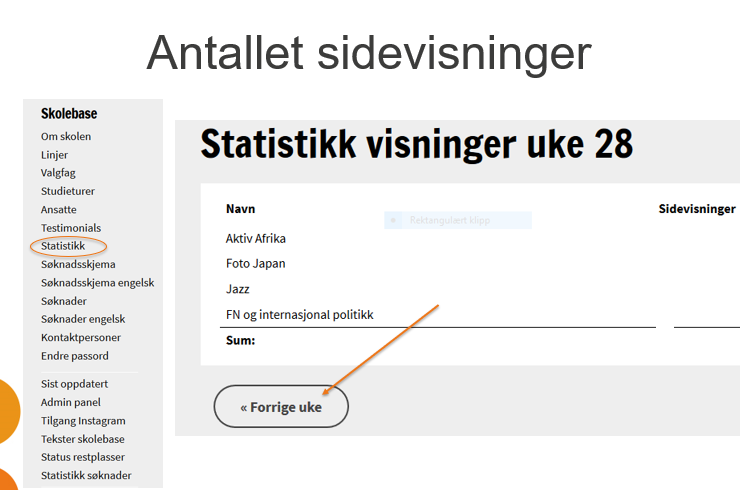 Antallet sidevisninger
Skolebase
Om skolen
Linjer
Valgfag
Studieturer
Ansatte
Testimonials
Statistikk
Søknadsskjema
Søknadsskjema engelsk
Søknader
Søknader engelsk
Kontaktpersoner
Endre passord
Sist oppdatert
Admin panel
Tilgang Instagram
Tekster skolebase
Status restplasser
Statistikk søknader
Statistikk visninger uke 28
Navn
Sidevisninger
Rektangulært klipp
Aktiv Afrika
Foto Japan
Jazz
FN og internasjonal politikk
Sum:
« Forrige uke